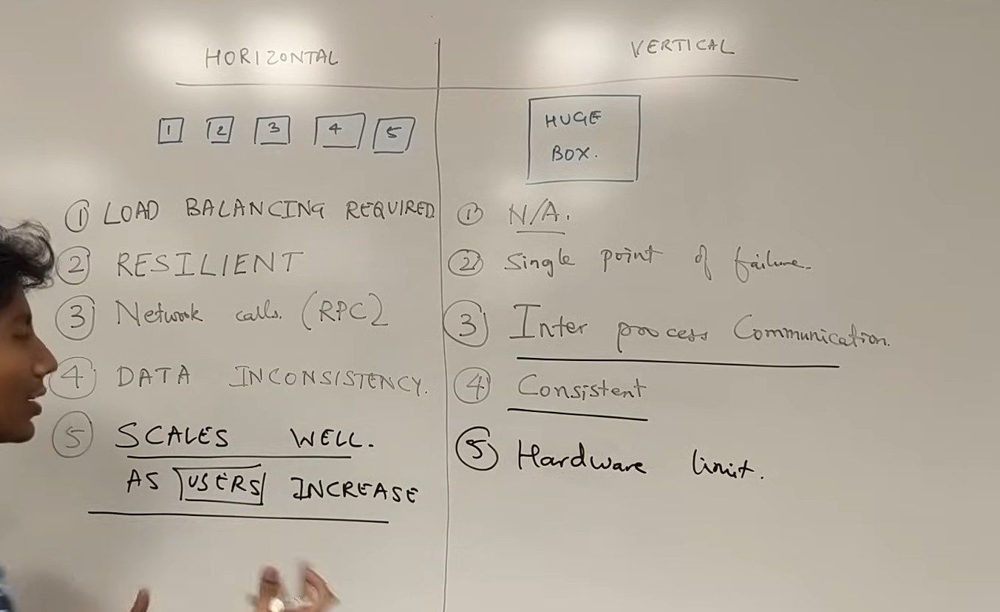 HORIZONTAL
1 2 3 4 5
① LOAD BALANCING REQUIRED.
② RESILIENT
③ Network calls. (RPC)
④ DATA INCONSISTENCY.
⑤ SCALES WELL.
AS USERS INCREASE
VERTICAL
HUGE
BOX.
① N/A.
② Single point of failure.
③ Inter process Communication.
④ Consistent
⑤ Hardware limit.